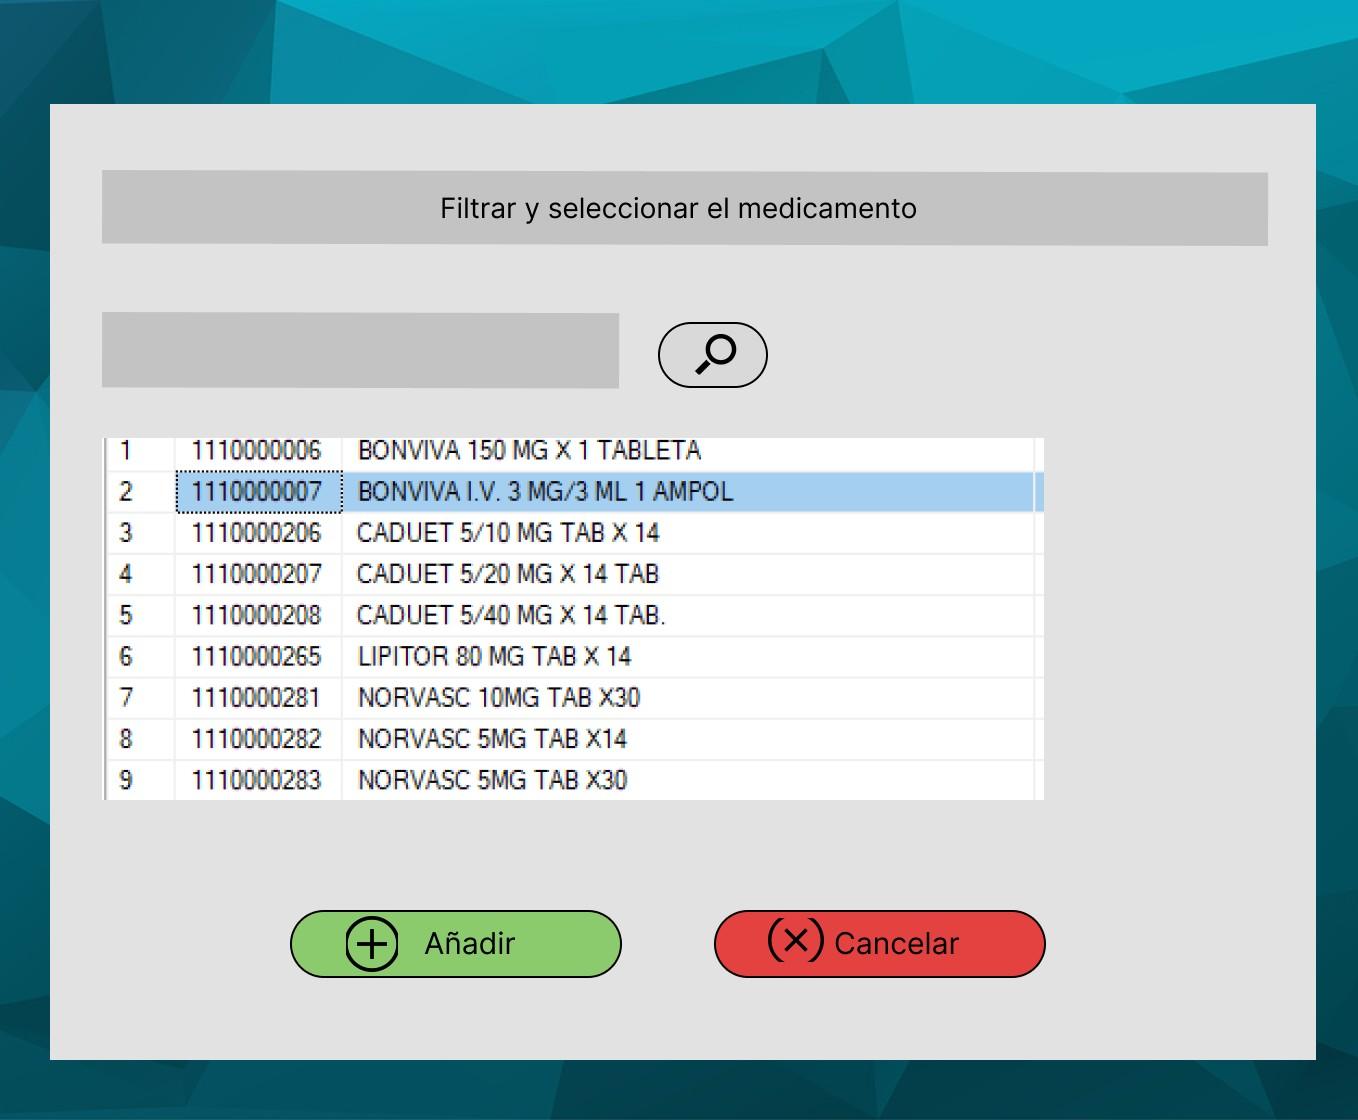 Filtrar y seleccionar el medicamento
1 1110000006 BONVIVA 150 MG X 1 TABLETA
2 1110000007 BONVIVA I.V. 3 MG/3 ML 1 AMPOL
3 1110000206 CADUET 5/10 MG TAB X 14
4 1110000207 CADUET 5/20 MG X 14 TAB
5 1110000208 CADUET 5/40 MG X 14 TAB.
6 1110000265 LIPITOR 80 MG TAB X 14
7 1110000281 NORVASC 10MG TAB X30
8 1110000282 NORVASC 5MG TAB X14
9 1110000283 NORVASC 5MG TAB X30
Añadir
Cancelar